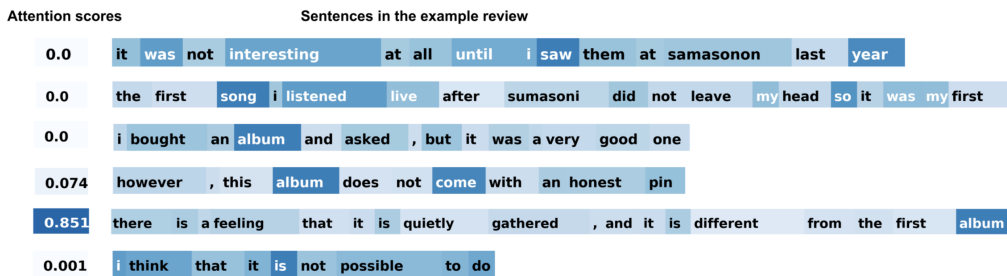 Attention scores Sentences in the example review
0.0 it was not interesting at all until i saw them at samasonon last year
0.0 the first song i listened live after sumasoni did not leave my head so it was my first
0.0 i bought an album and asked , but it was a very good one
0.074 however , this album does not come with an honest pin
0.851 there is a feeling that it is quietly gathered , and it is different from the first album
0.001 i think that it is not possible to do